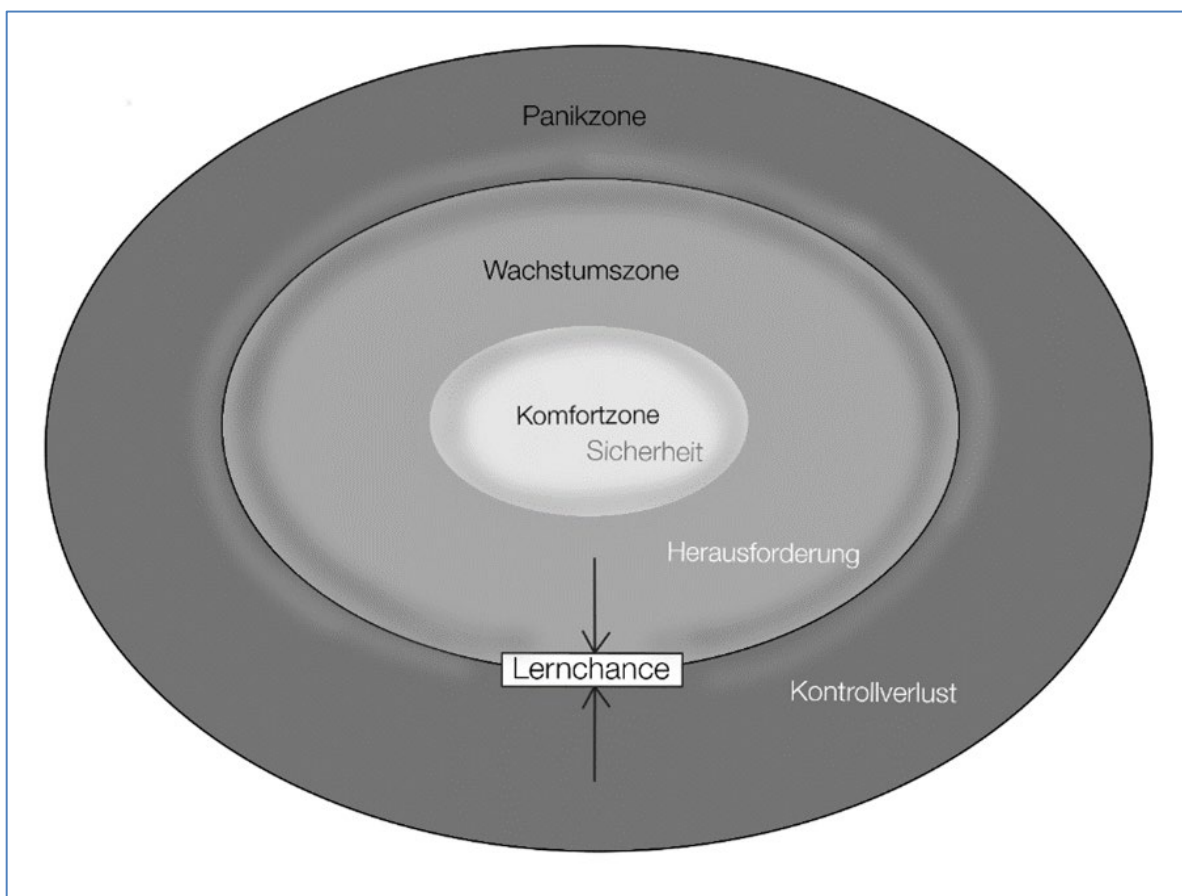 Panikzone
Wachstumszone
Komfortzone
Sicherheit
Herausforderung
Lernchance
Kontrollverlust